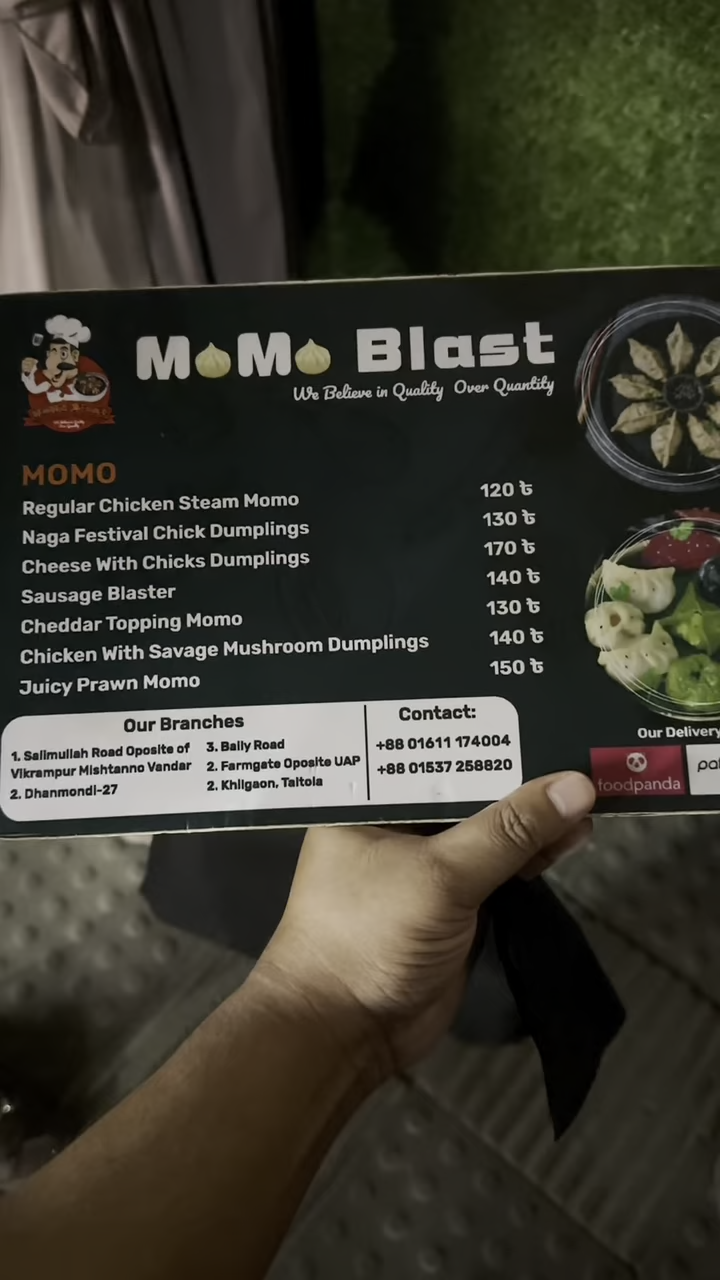 MoMo Blast
We Believe in Quality Over Quantity
MOMO
Regular Chicken Steam Momo 120 ৳
Naga Festival Chick Dumplings 130 ৳
Cheese With Chicks Dumplings 170 ৳
Sausage Blaster 140 ৳
Cheddar Topping Momo 130 ৳
Chicken With Savage Mushroom Dumplings 140 ৳
Juicy Prawn Momo 150 ৳
Our Branches
1. Salimullah Road Oposite of
Vikrampur Mishtanno Vandar
2. Dhanmondi-27
3. Baily Road
2. Farmgate Oposite UAP
2. Khilgaon, Taltola
Contact:
+88 01611 174004
+88 01537 258820
Our Delivery
foodpanda